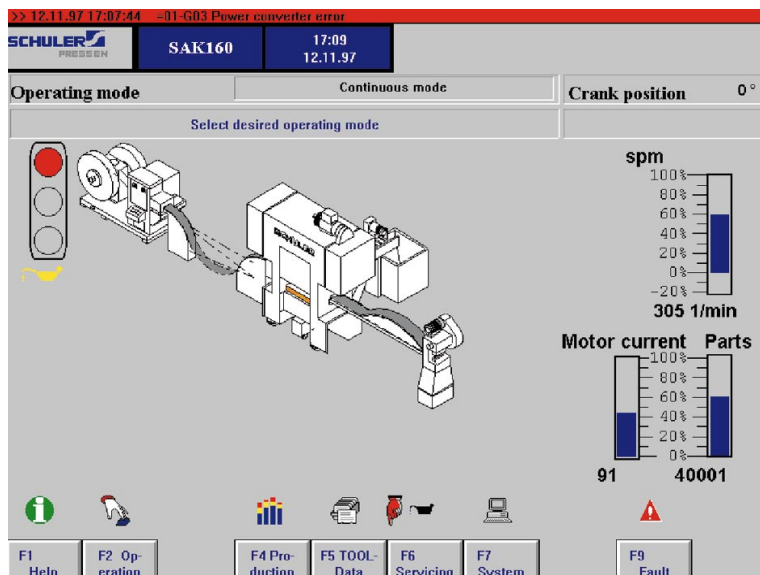 >> 12.11.97 17:07:44 =01-G03 Power converter error
SCHULER
PRESSEN
SAK160
17:09
12.11.97
Operating mode
Continuous mode
Crank position
0°
Select desired operating mode
SCHULER
spm
100%
80%
60%
40%
20%
0%
-20%
305 1/min
Motor current Parts
100%
80%
60%
40%
20%
0%
91
40001
F1
Help
F2 Op-
eration
F4 Pro-
duction
F5 TOOL-
Data
F6
Servicing
F7
System
F9
Fault